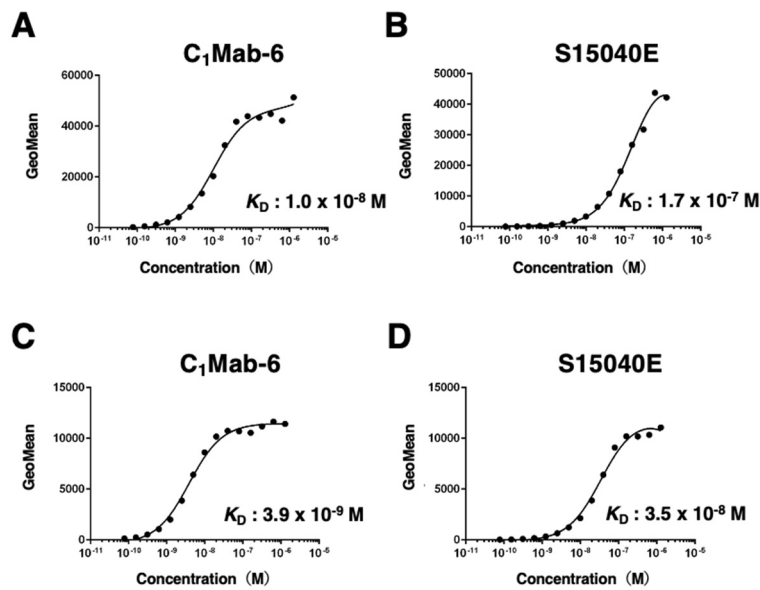 A
C₁Mab-6
60000
40000
20000
0
GeoMean
K_D : 1.0 x 10⁻⁸ M
10⁻¹¹ 10⁻¹⁰ 10⁻⁹ 10⁻⁸ 10⁻⁷ 10⁻⁶ 10⁻⁵
Concentration (M)
B
S15040E
50000
40000
30000
20000
10000
0
GeoMean
K_D : 1.7 x 10⁻⁷ M
10⁻¹¹ 10⁻¹⁰ 10⁻⁹ 10⁻⁸ 10⁻⁷ 10⁻⁶ 10⁻⁵
Concentration (M)
C
C₁Mab-6
15000
10000
5000
0
GeoMean
K_D : 3.9 x 10⁻⁹ M
10⁻¹¹ 10⁻¹⁰ 10⁻⁹ 10⁻⁸ 10⁻⁷ 10⁻⁶ 10⁻⁵
Concentration (M)
D
S15040E
15000
10000
5000
0
GeoMean
K_D : 3.5 x 10⁻⁸ M
10⁻¹¹ 10⁻¹⁰ 10⁻⁹ 10⁻⁸ 10⁻⁷ 10⁻⁶ 10⁻⁵
Concentration (M)